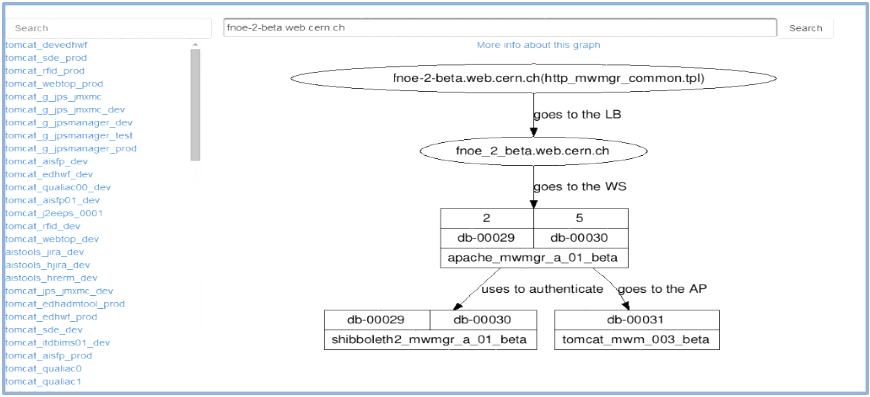 Search
fnoe-2-beta.web.cern.ch
Search
tomcat_devedhwf
tomcat_sde_prod
tomcat_rfid_prod
tomcat_webtop_prod
tomcat_g_jps_jmxmc
tomcat_g_jps_jmxmc_dev
tomcat_g_jpsmanager_dev
tomcat_g_jpsmanager_test
tomcat_g_jpsmanager_prod
tomcat_aisfp_dev
tomcat_edhwf_dev
tomcat_qualiac00_dev
tomcat_aisfp01_dev
tomcat_j2eeps_0001
tomcat_rfid_dev
tomcat_webtop_dev
aistools_jira_dev
aistools_hjira_dev
aistools_hrerm_dev
tomcat_jps_jmxmc_dev
tomcat_edhadmtool_prod
tomcat_edhwf_prod
tomcat_sde_dev
tomcat_itdbims01_dev
tomcat_aisfp_prod
tomcat_qualiac0
tomcat_qualiac1
More info about this graph
fnoe-2-beta.web.cern.ch(http_mwmgr_common.tpl)
goes to the LB
fnoe_2_beta.web.cern.ch
goes to the WS
2 5
db-00029 db-00030
apache_mwmgr_a_01_beta
uses to authenticate goes to the AP
db-00029 db-00030
shibboleth2_mwmgr_a_01_beta
db-00031
tomcat_mwm_003_beta